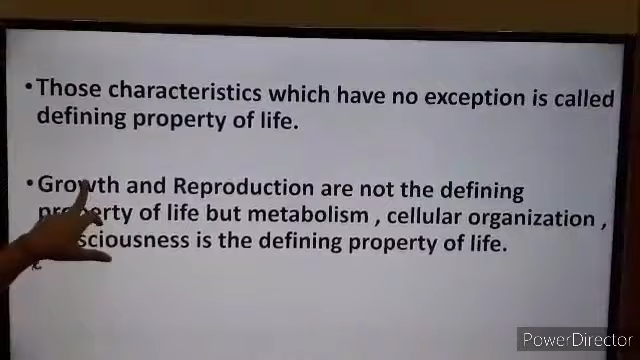 •Those characteristics which have no exception is called
defining property of life.
•Growth and Reproduction are not the defining
property of life but metabolism , cellular organization ,
sciousness is the defining property of life.
PowerDirector